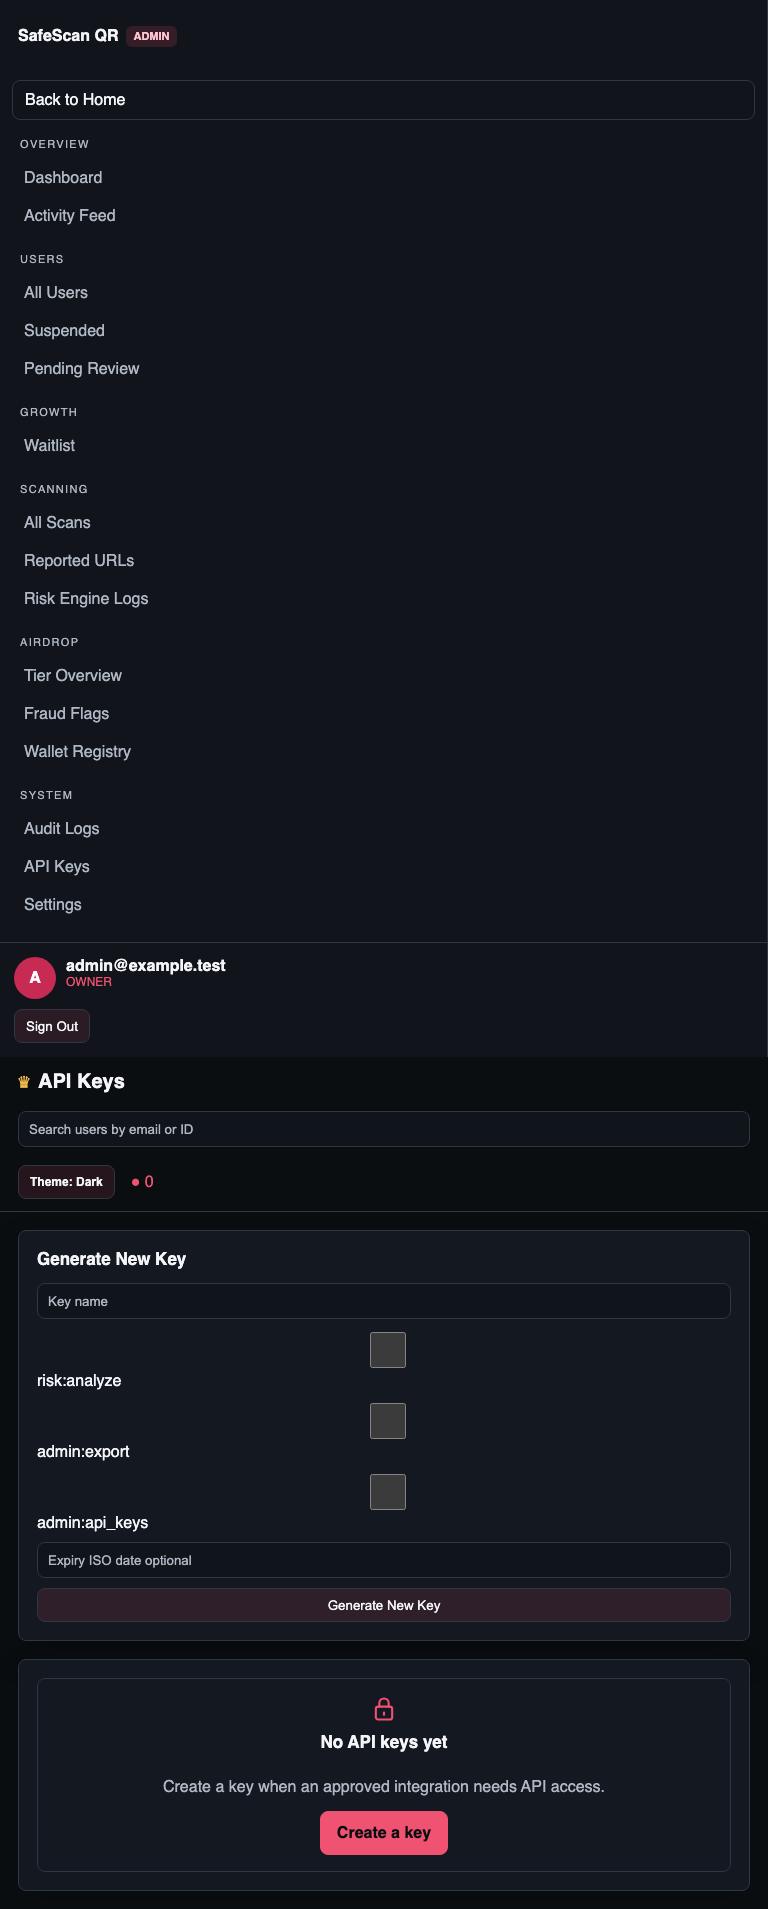 SafeScan QR ADMIN
Back to Home
OVERVIEW
Dashboard
Activity Feed
USERS
All Users
Suspended
Pending Review
GROWTH
Waitlist
SCANNING
All Scans
Reported URLs
Risk Engine Logs
AIRDROP
Tier Overview
Fraud Flags
Wallet Registry
SYSTEM
Audit Logs
API Keys
Settings
A
admin@example.test
OWNER
Sign Out
♛ API Keys
Search users by email or ID
Theme: Dark ● 0
Generate New Key
Key name
risk:analyze
admin:export
admin:api_keys
Expiry ISO date optional
Generate New Key
No API keys yet
Create a key when an approved integration needs API access.
Create a key